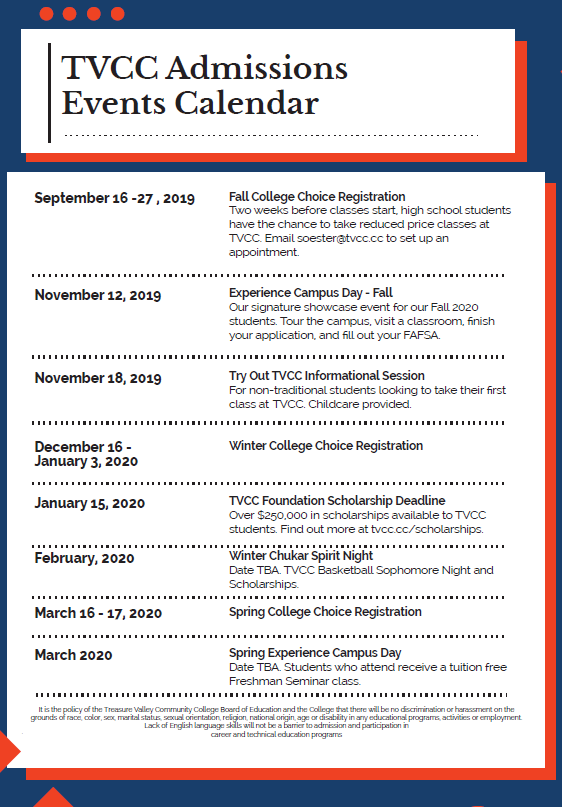 TVCC Admissions
Events Calendar
September 16 -27 , 2019
Fall College Choice Registration
Two weeks before classes start, high school students
have the chance to take reduced price classes at
TVCC. Email soester@tvcc.cc to set up an
appointment.
November 12, 2019
Experience Campus Day - Fall
Our signature showcase event for our Fall 2020
students. Tour the campus, visit a classroom, finish
your application, and fill out your FAFSA.
November 18, 2019
Try Out TVCC Informational Session
For non-traditional students looking to take their first
class at TVCC. Childcare provided.
December 16 -
January 3, 2020
Winter College Choice Registration
January 15, 2020
TVCC Foundation Scholarship Deadline
Over $250,000 in scholarships available to TVCC
students. Find out more at tvcc.cc/scholarships.
February, 2020
Winter Chukar Spirit Night
Date TBA. TVCC Basketball Sophomore Night and
Scholarships.
March 16 - 17, 2020
Spring College Choice Registration
March 2020
Spring Experience Campus Day
Date TBA. Students who attend receive a tuition free
Freshman Seminar class.
It is the policy of the Treasure Valley Community College Board of Education and the College that there will be no discrimination or harassment on the
grounds of race, color, sex, marital status, sexual orientation, religion, national origin, age or disability in any educational programs, activities or employment.
Lack of English language skills will not be a barrier to admission and participation in
career and technical education programs